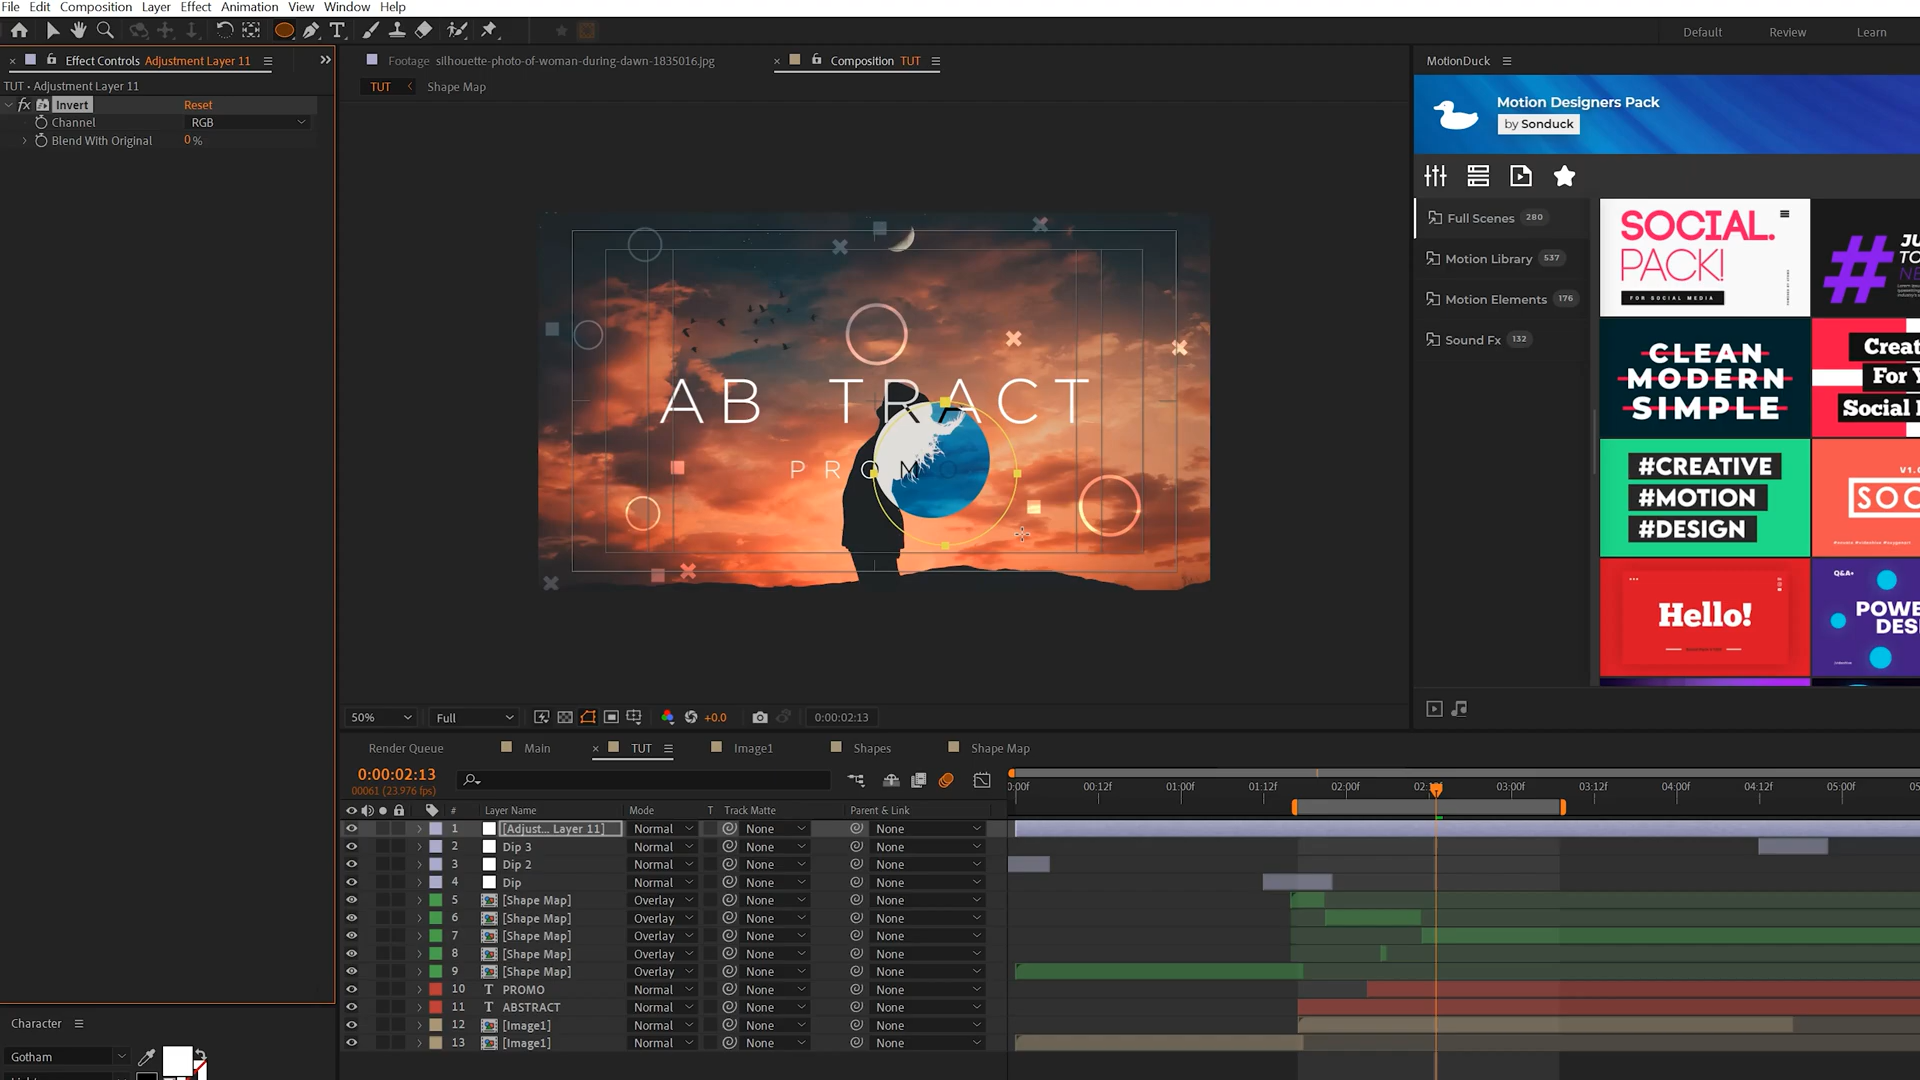 File Edit Composition Layer Effect Animation View Window Help
Default Review Learn
Effect Controls Adjustment Layer 11
TUT • Adjustment Layer 11
fx Invert Reset
Channel RGB
Blend With Original 0 %
Footage silhouette-photo-of-woman-during-dawn-1835016.jpg
Composition TUT
TUT Shape Map
AB TRACT
PROMO
50% Full +0.0 0:00:02:13
MotionDuck
Motion Designers Pack
by Sonduck
Full Scenes 280
Motion Library 537
Motion Elements 176
Sound Fx 132
SOCIAL.
PACK!
FOR SOCIAL MEDIA
#
CLEAN
MODERN
SIMPLE
Creat
For Y
Social
#CREATIVE
#MOTION
#DESIGN
V1.0
SOC
Hello!
Q&A+
POWE
DES
Render Queue Main TUT Image1 Shapes Shape Map
0:00:02:13
00061 (23.976 fps)
:00f 00:12f 01:00f 01:12f 02:00f 03:00f 03:12f 04:00f 04:12f 05:00f
# Layer Name Mode T Track Matte Parent & Link
1 [Adjust... Layer 11] Normal None None
2 Dip 3 Normal None None
3 Dip 2 Normal None None
4 Dip Normal None None
5 [Shape Map] Overlay None None
6 [Shape Map] Overlay None None
7 [Shape Map] Overlay None None
8 [Shape Map] Overlay None None
9 [Shape Map] Overlay None None
10 T PROMO Normal None None
11 T ABSTRACT Normal None None
12 [Image1] Normal None None
13 [Image1] Normal None None
Character
Gotham